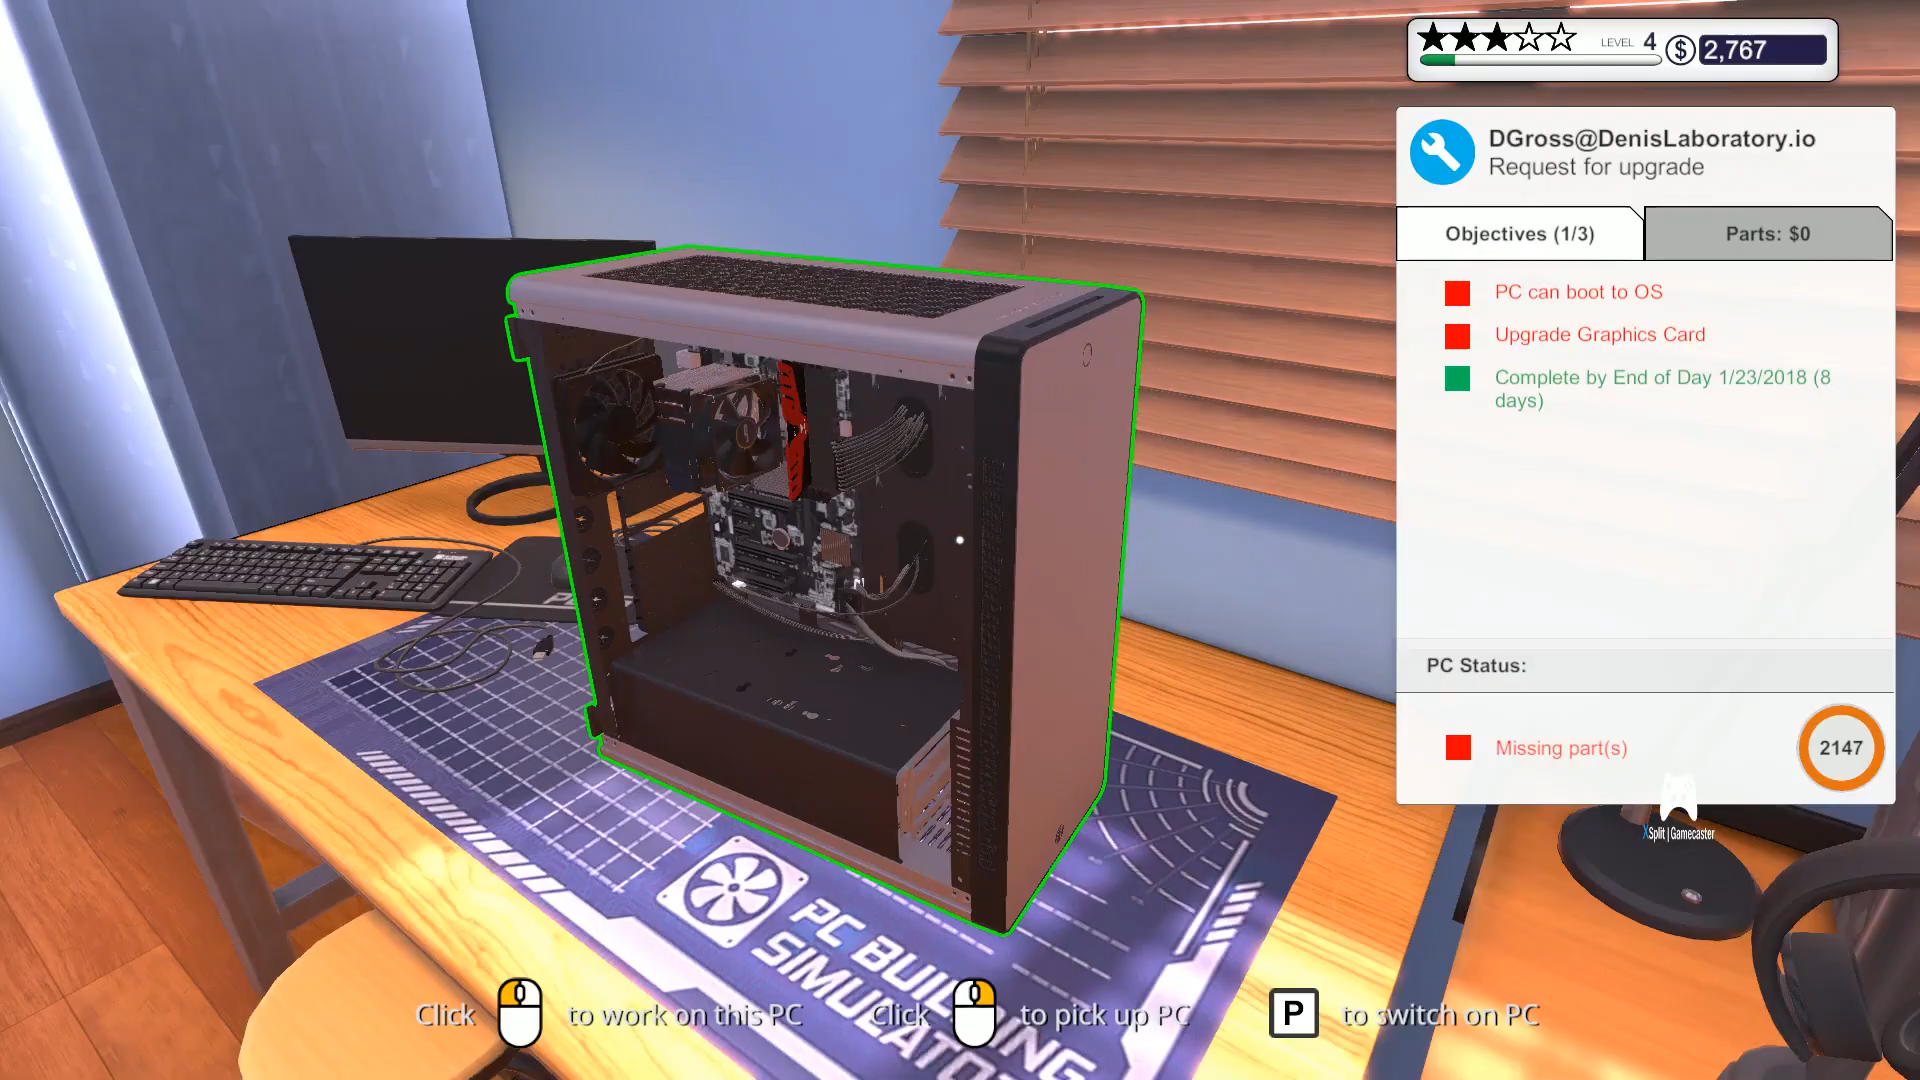 LEVEL 4 $ 2,767
DGross@DenisLaboratory.io
Request for upgrade
Objectives (1/3)
Parts: $0
PC can boot to OS
Upgrade Graphics Card
Complete by End of Day 1/23/2018 (8
days)
PC Status:
Missing part(s)
2147
XSplit | Gamecaster
PC BUILDING
SIMULATOR
Click to work on this PC
Click to pick up PC
P to switch on PC